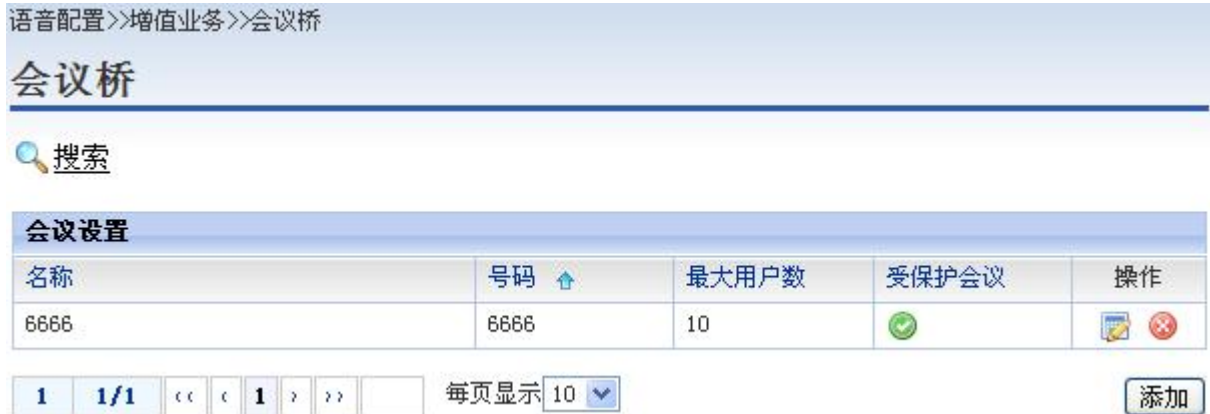 语音配置>>增值业务>>会议桥
会议桥
搜索
会议设置
名称 号码 最大用户数 受保护会议 操作
6666 6666 10
1 1/1 << < 1 > >> 每页显示 10 添加